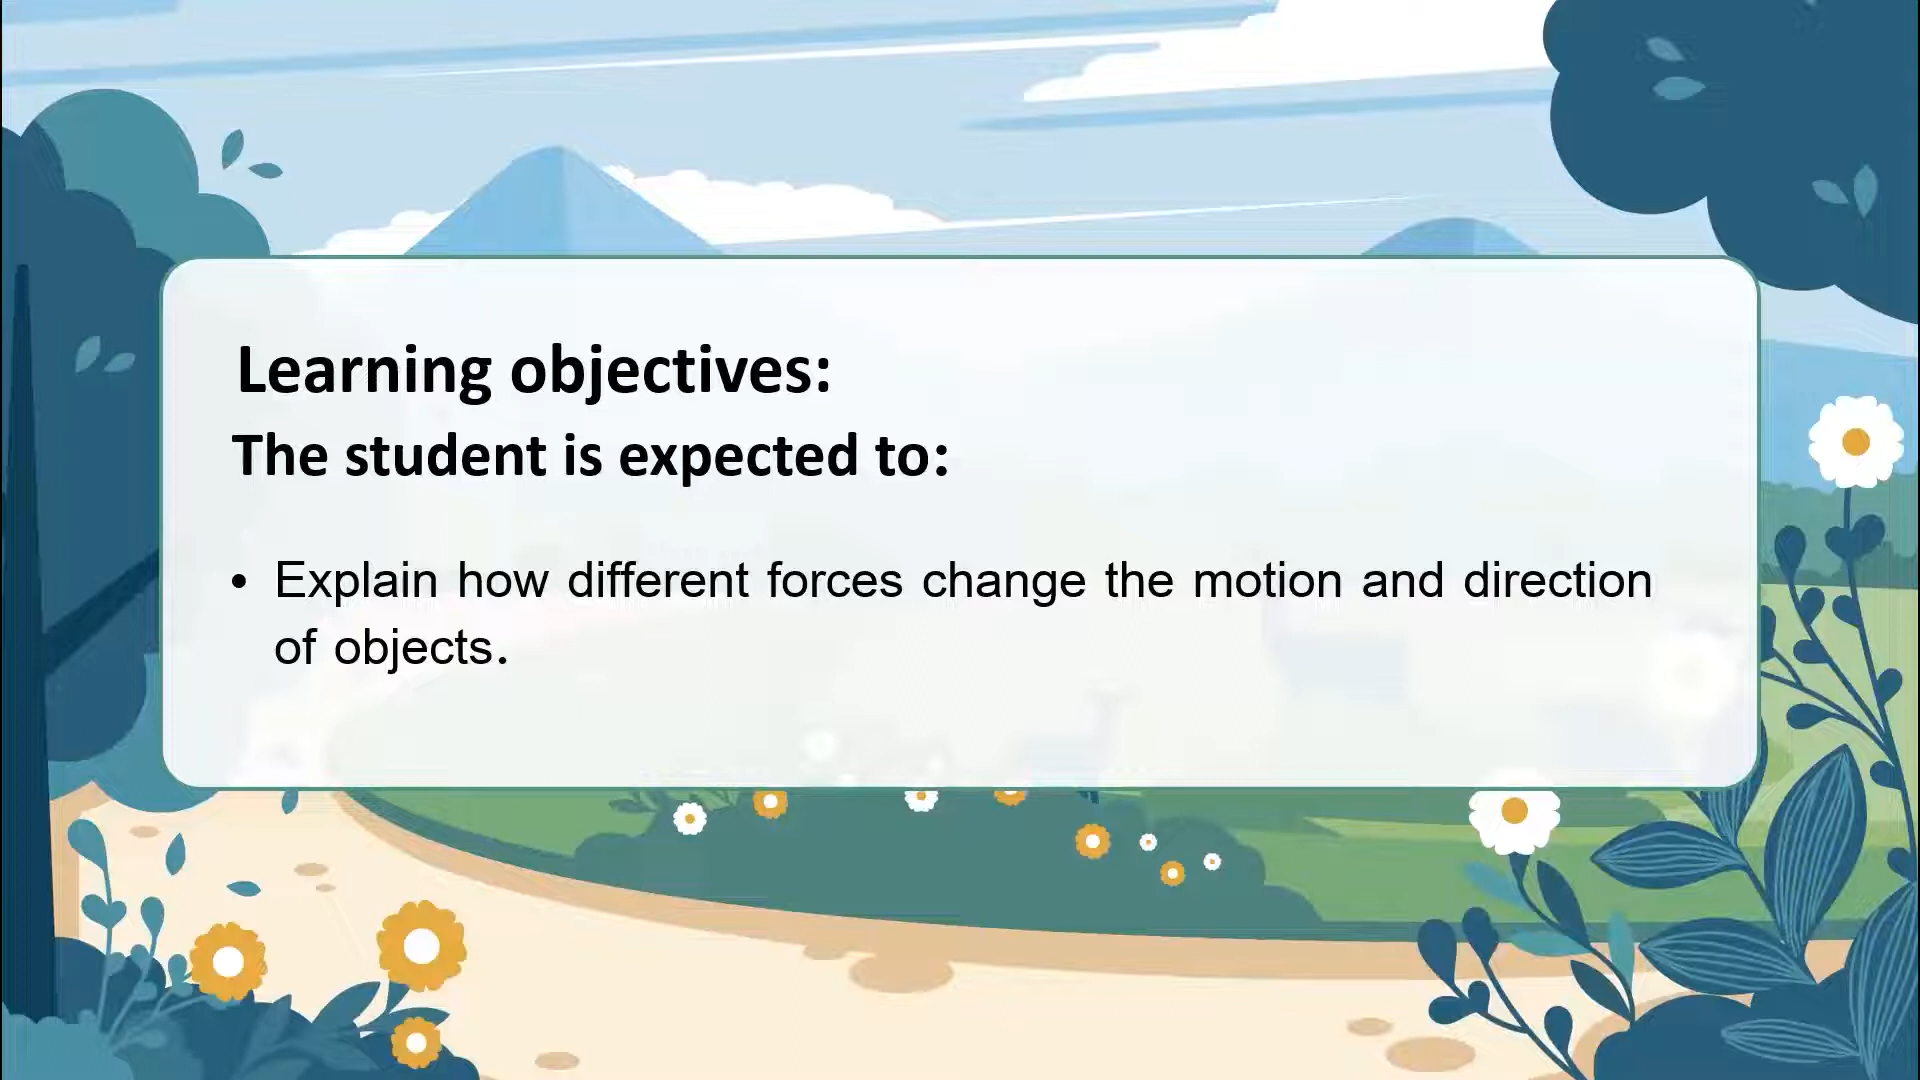 Learning objectives:
The student is expected to:
• Explain how different forces change the motion and direction
of objects.